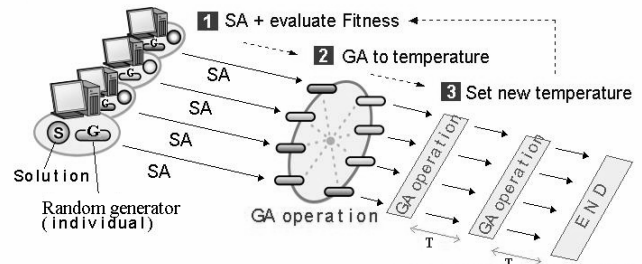 1 SA + evaluate Fitness
2 GA to temperature
3 Set new temperature
G
G
G
S G
SA
SA
SA
SA
Solution
Random generator
(individual)
GA operation
GA operation
GA operation
END
T
T